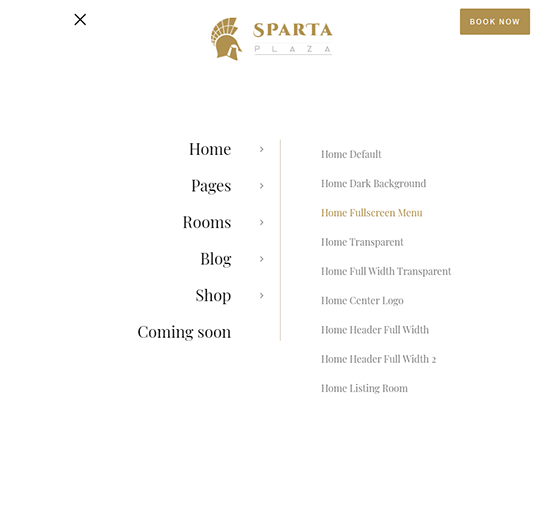 SPARTA
PLAZA
BOOK NOW
Home
Pages
Rooms
Blog
Shop
Coming soon
Home Default
Home Dark Background
Home Fullscreen Menu
Home Transparent
Home Full Width Transparent
Home Center Logo
Home Header Full Width
Home Header Full Width 2
Home Listing Room